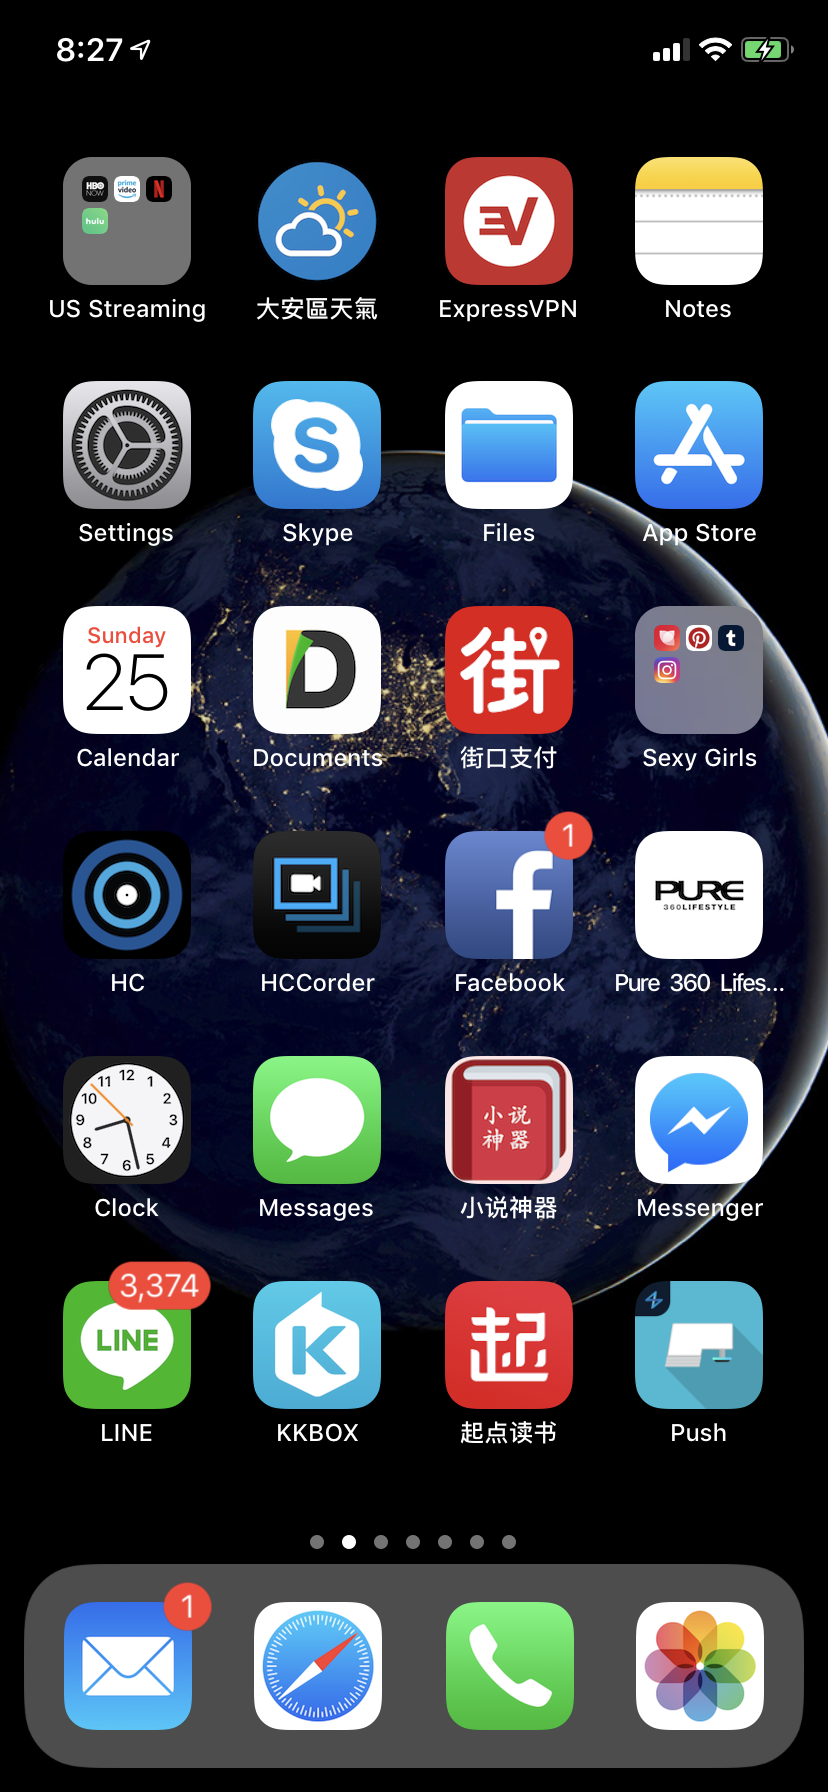 8:27
HBO
NOW
prime
video
N
hulu
US Streaming
大安區天氣
EV
ExpressVPN
Notes
Settings
S
Skype
Files
App Store
Sunday
25
Calendar
D
Documents
街
街口支付
t
Sexy Girls
HC
HCCorder
1
f
Facebook
PURE
360LIFESTYLE
Pure 360 Lifes...
12
11
1
10
2
9
3
8
4
7
5
6
Clock
Messages
小说
神器
小说神器
Messenger
3,374
LINE
LINE
K
KKBOX
起
起点读书
Push
1